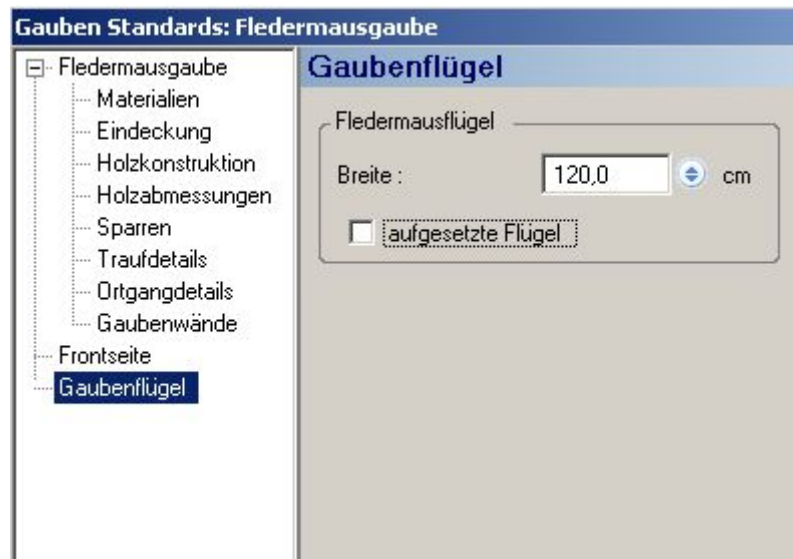 Gauben Standards: Fledermausgaube
Fledermausgaube
Materialien
Eindeckung
Holzkonstruktion
Holzabmessungen
Sparren
Traufdetails
Ortgangdetails
Gaubenwände
Frontseite
Gaubenflügel
Gaubenflügel
Fledermausflügel
Breite : 120,0 cm
aufgesetzte Flügel